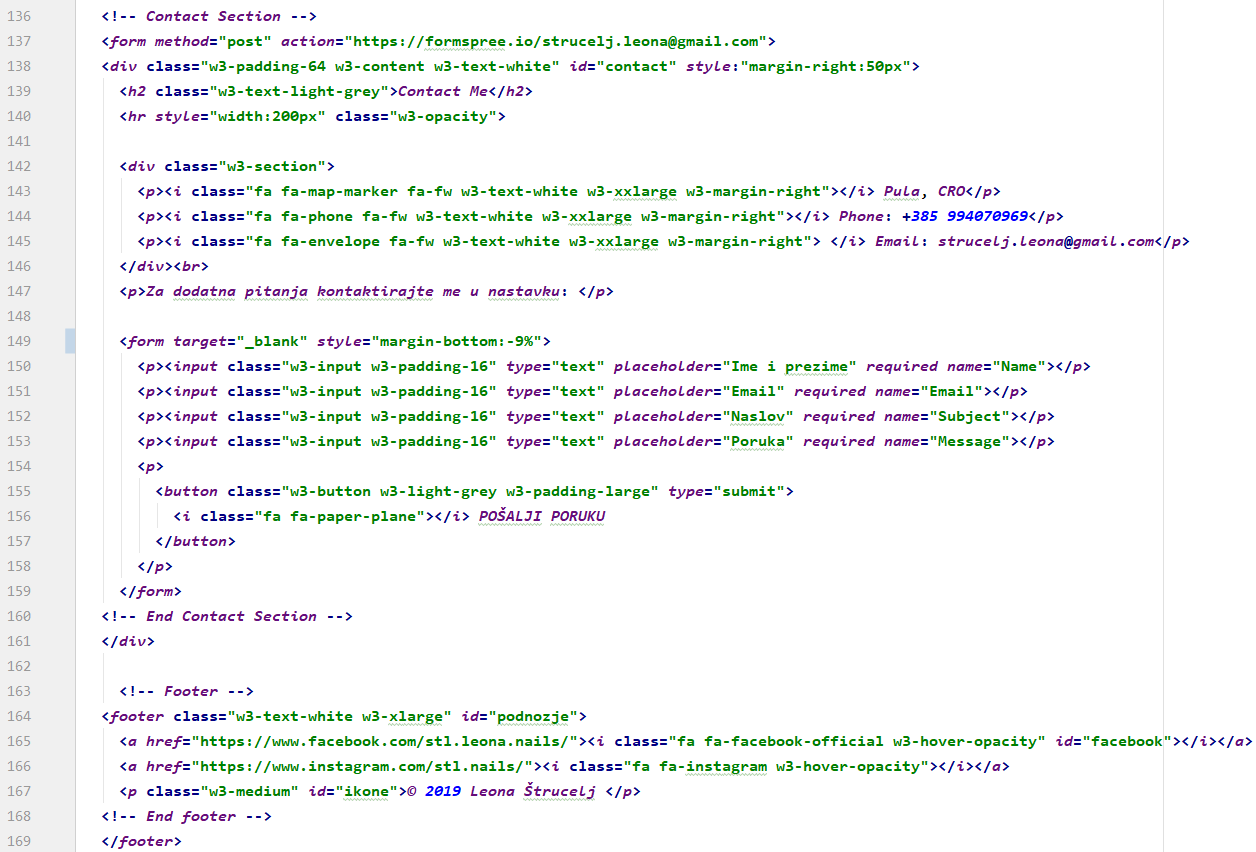 136 <!-- Contact Section -->
137 <form method="post" action="https://formspree.io/strucelj.leona@gmail.com">
138 <div class="w3-padding-64 w3-content w3-text-white" id="contact" style:"margin-right:50px">
139 <h2 class="w3-text-light-grey">Contact Me</h2>
140 <hr style="width:200px" class="w3-opacity">
141
142 <div class="w3-section">
143 <p><i class="fa fa-map-marker fa-fw w3-text-white w3-xxlarge w3-margin-right"></i> Pula, CRO</p>
144 <p><i class="fa fa-phone fa-fw w3-text-white w3-xxlarge w3-margin-right"></i> Phone: +385 994070969</p>
145 <p><i class="fa fa-envelope fa-fw w3-text-white w3-xxlarge w3-margin-right"> </i> Email: strucelj.leona@gmail.com</p>
146 </div><br>
147 <p>Za dodatna pitanja kontaktirajte me u nastavku: </p>
148
149 <form target="_blank" style="margin-bottom:-9%">
150 <p><input class="w3-input w3-padding-16" type="text" placeholder="Ime i prezime" required name="Name"></p>
151 <p><input class="w3-input w3-padding-16" type="text" placeholder="Email" required name="Email"></p>
152 <p><input class="w3-input w3-padding-16" type="text" placeholder="Naslov" required name="Subject"></p>
153 <p><input class="w3-input w3-padding-16" type="text" placeholder="Poruka" required name="Message"></p>
154 <p>
155 <button class="w3-button w3-light-grey w3-padding-large" type="submit">
156 <i class="fa fa-paper-plane"></i> POŠALJI PORUKU
157 </button>
158 </p>
159 </form>
160 <!-- End Contact Section -->
161 </div>
162
163 <!-- Footer -->
164 <footer class="w3-text-white w3-xlarge" id="podnozje">
165 <a href="https://www.facebook.com/stl.leona.nails/"><i class="fa fa-facebook-official w3-hover-opacity" id="facebook"></i></a>
166 <a href="https://www.instagram.com/stl.nails/"><i class="fa fa-instagram w3-hover-opacity"></i></a>
167 <p class="w3-medium" id="ikone">© 2019 Leona Štrucelj </p>
168 <!-- End footer -->
169 </footer>